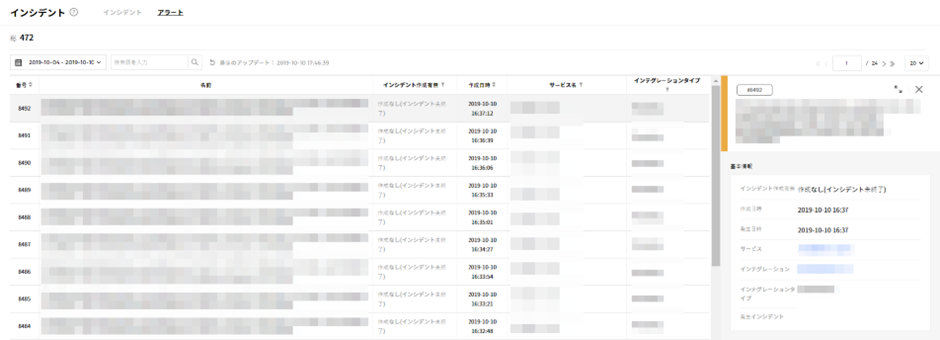 インシデント ?
インシデント アラート
総 472
2019-10-04 - 2019-10-10 検索語を入力 最近のアップデート : 2019-10-10 17:46:39 1 / 24 20
番号 名前 インシデント作成有無 作成日時 サービス名 インテグレーションタイプ
8492 作成なし(インシデント未終了) 2019-10-10 16:37:12
8491 作成なし(インシデント未終了) 2019-10-10 16:36:39
8490 作成なし(インシデント未終了) 2019-10-10 16:36:06
8489 作成なし(インシデント未終了) 2019-10-10 16:35:33
8488 作成なし(インシデント未終了) 2019-10-10 16:35:01
8487 作成なし(インシデント未終了) 2019-10-10 16:34:27
8486 作成なし(インシデント未終了) 2019-10-10 16:33:54
8485 作成なし(インシデント未終了) 2019-10-10 16:33:21
8484 作成なし(インシデント未終了) 2019-10-10 16:32:48
#8492
基本情報
インシデント作成有無 作成なし(インシデント未終了)
作成日時 2019-10-10 16:37
発生日時 2019-10-10 16:37
サービス
インテグレーション
インテグレーションタイプ
発生インシデント